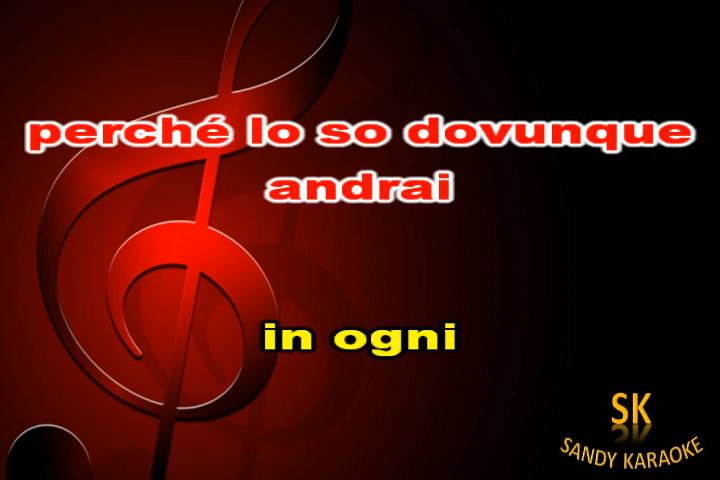 perché lo so dovunque
andrai
in ogni
SK
SANDY KARAOKE